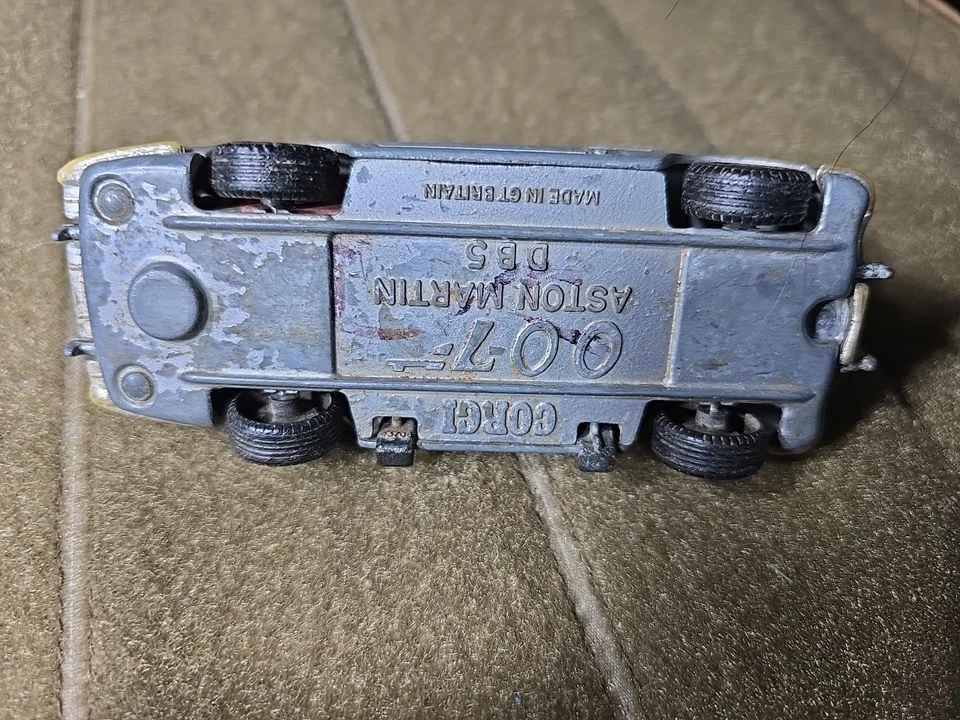 CORGI
007
ASTON MARTIN
DB5
MADE IN GT BRITAIN